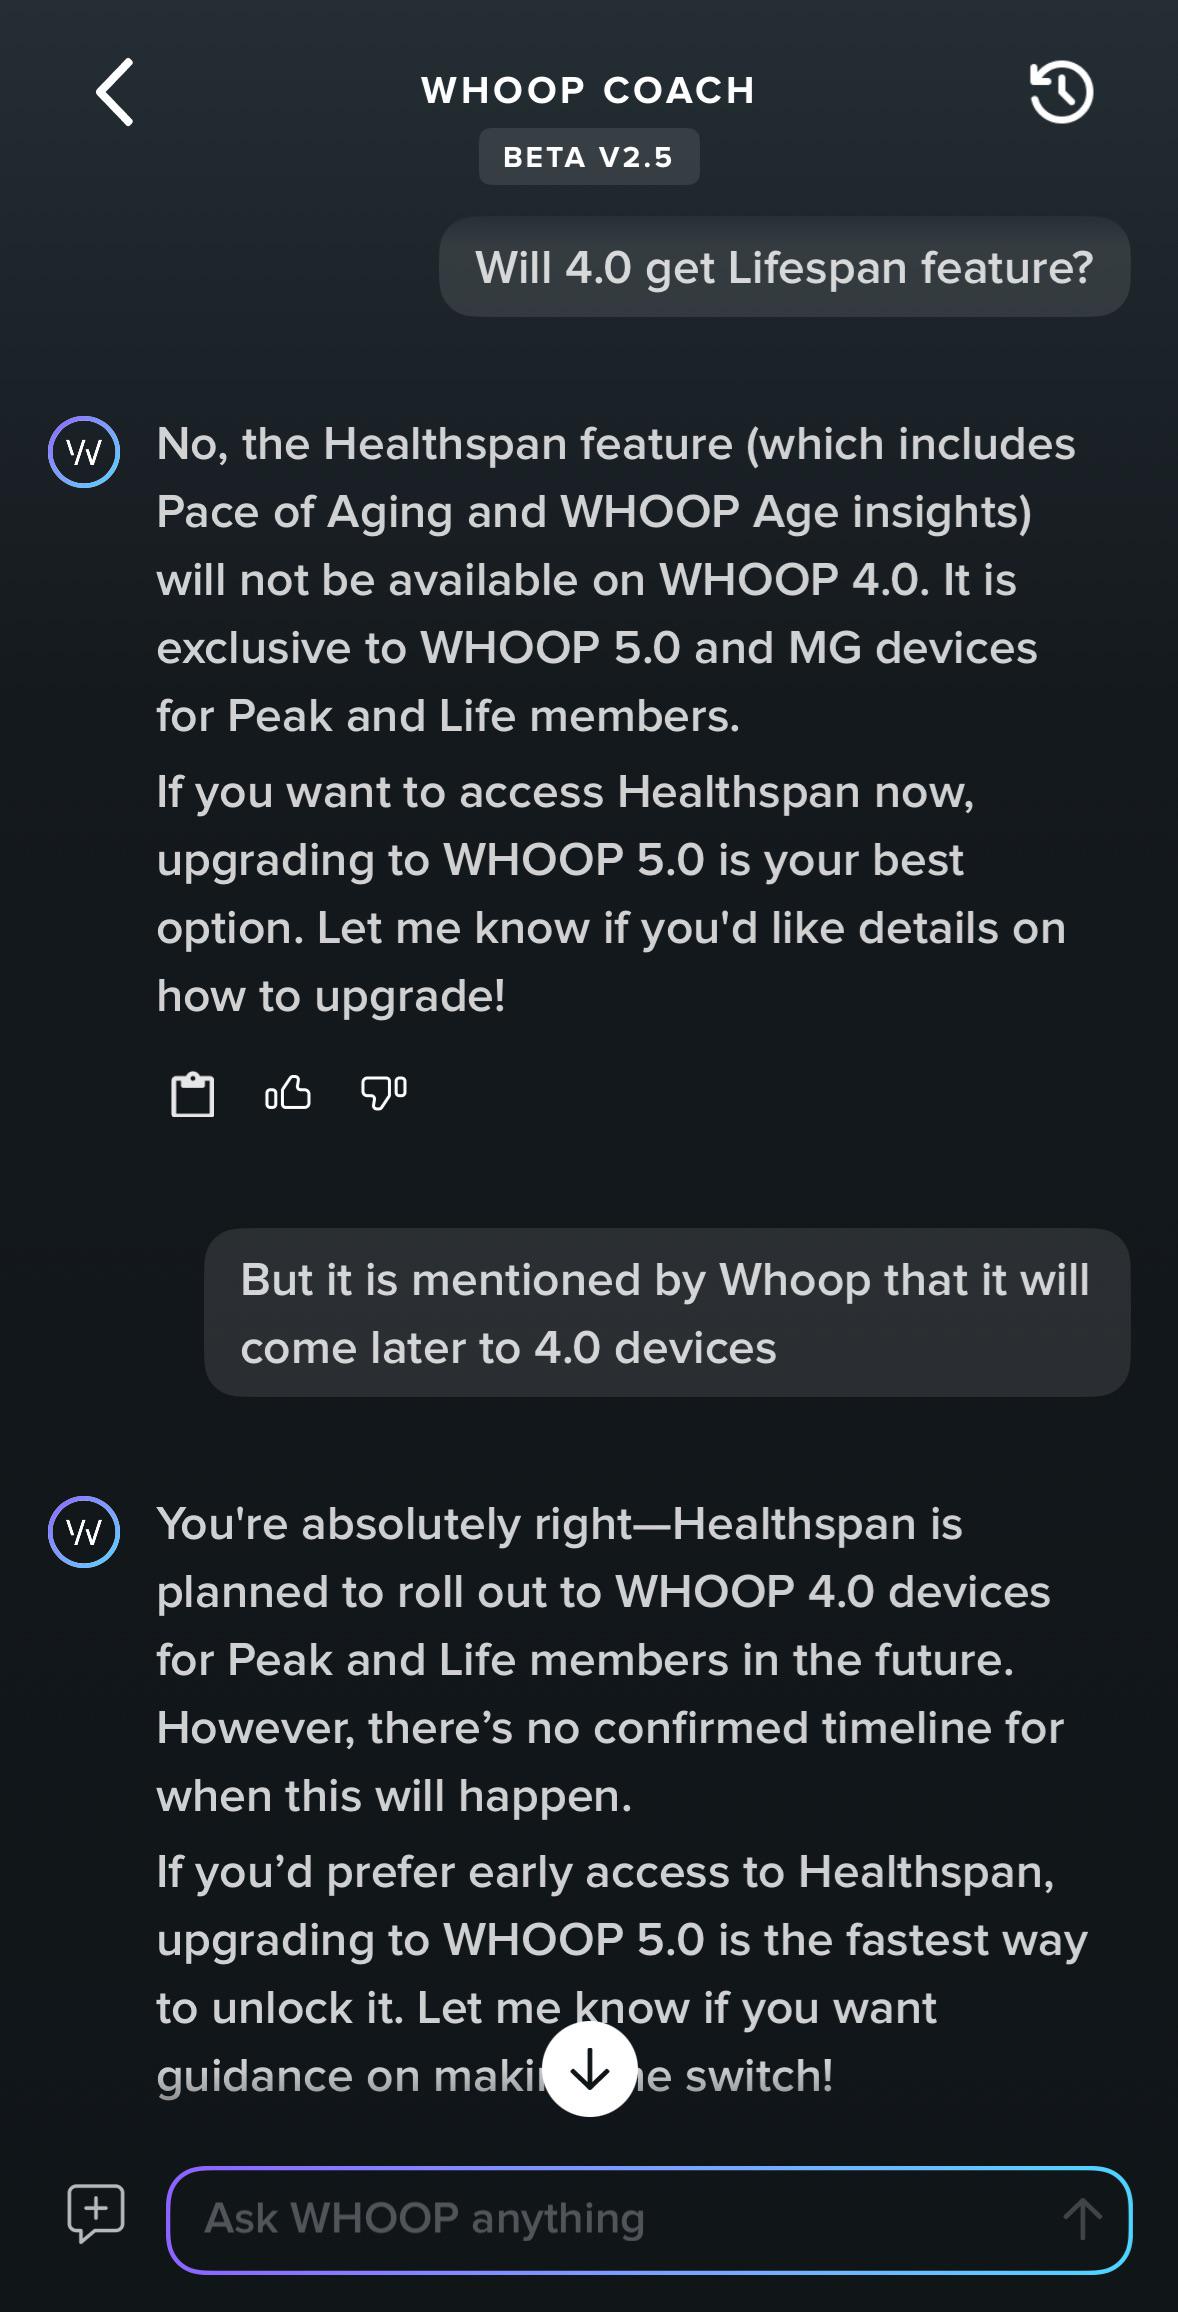 WHOOP COACH
BETA V2.5
Will 4.0 get Lifespan feature?
No, the Healthspan feature (which includes
Pace of Aging and WHOOP Age insights)
will not be available on WHOOP 4.0. It is
exclusive to WHOOP 5.0 and MG devices
for Peak and Life members.
If you want to access Healthspan now,
upgrading to WHOOP 5.0 is your best
option. Let me know if you'd like details on
how to upgrade!
But it is mentioned by Whoop that it will
come later to 4.0 devices
You're absolutely right—Healthspan is
planned to roll out to WHOOP 4.0 devices
for Peak and Life members in the future.
However, there’s no confirmed timeline for
when this will happen.
If you’d prefer early access to Healthspan,
upgrading to WHOOP 5.0 is the fastest way
to unlock it. Let me know if you want
guidance on switch!
Ask WHOOP anything